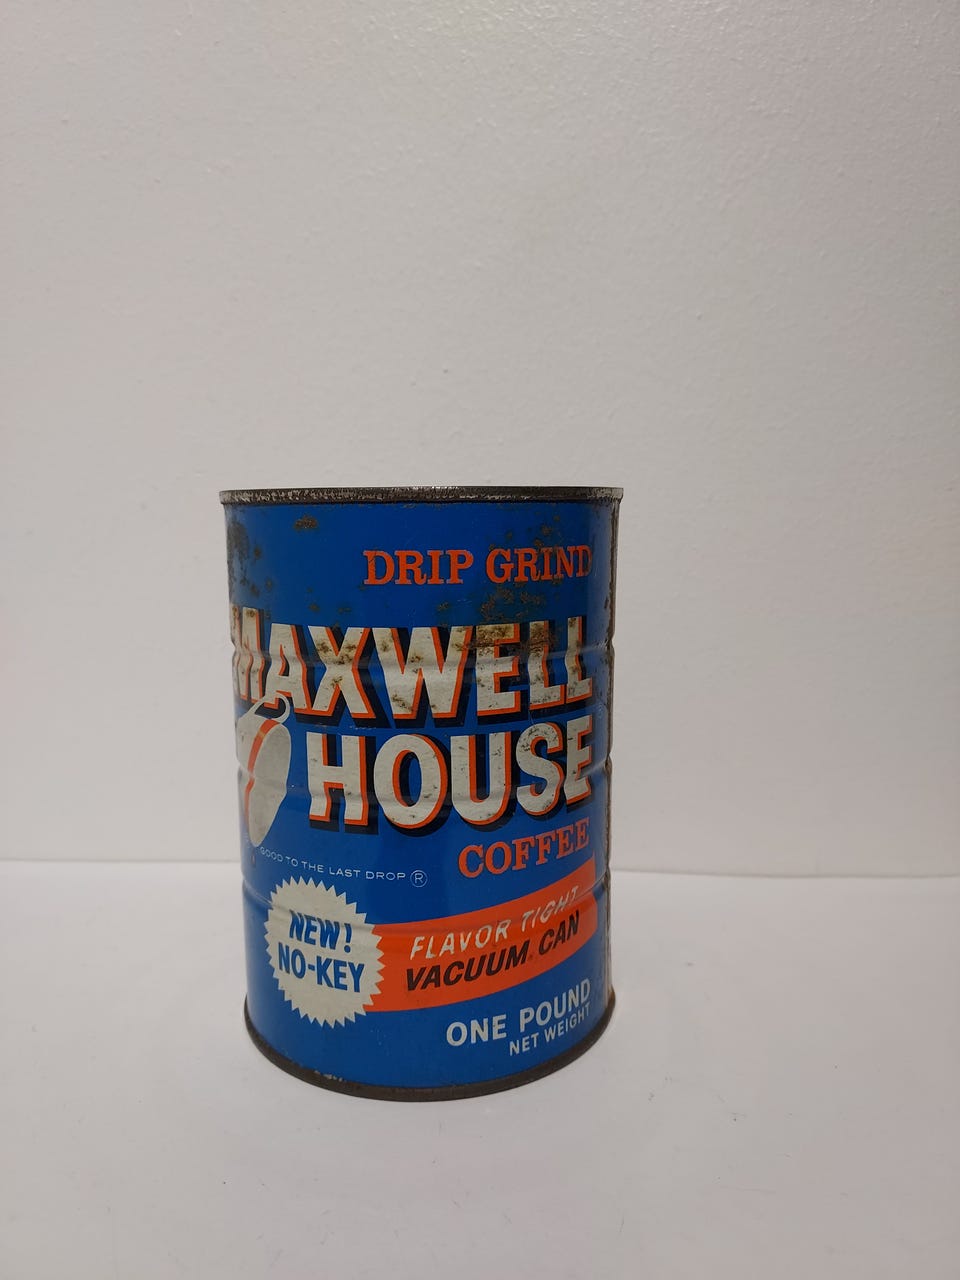 DRIP GRIND
MAXWELL
HOUSE
COFFEE
GOOD TO THE LAST DROP ®
NEW!
NO-KEY
FLAVOR TIGHT
VACUUM CAN
ONE POUND
NET WEIGHT